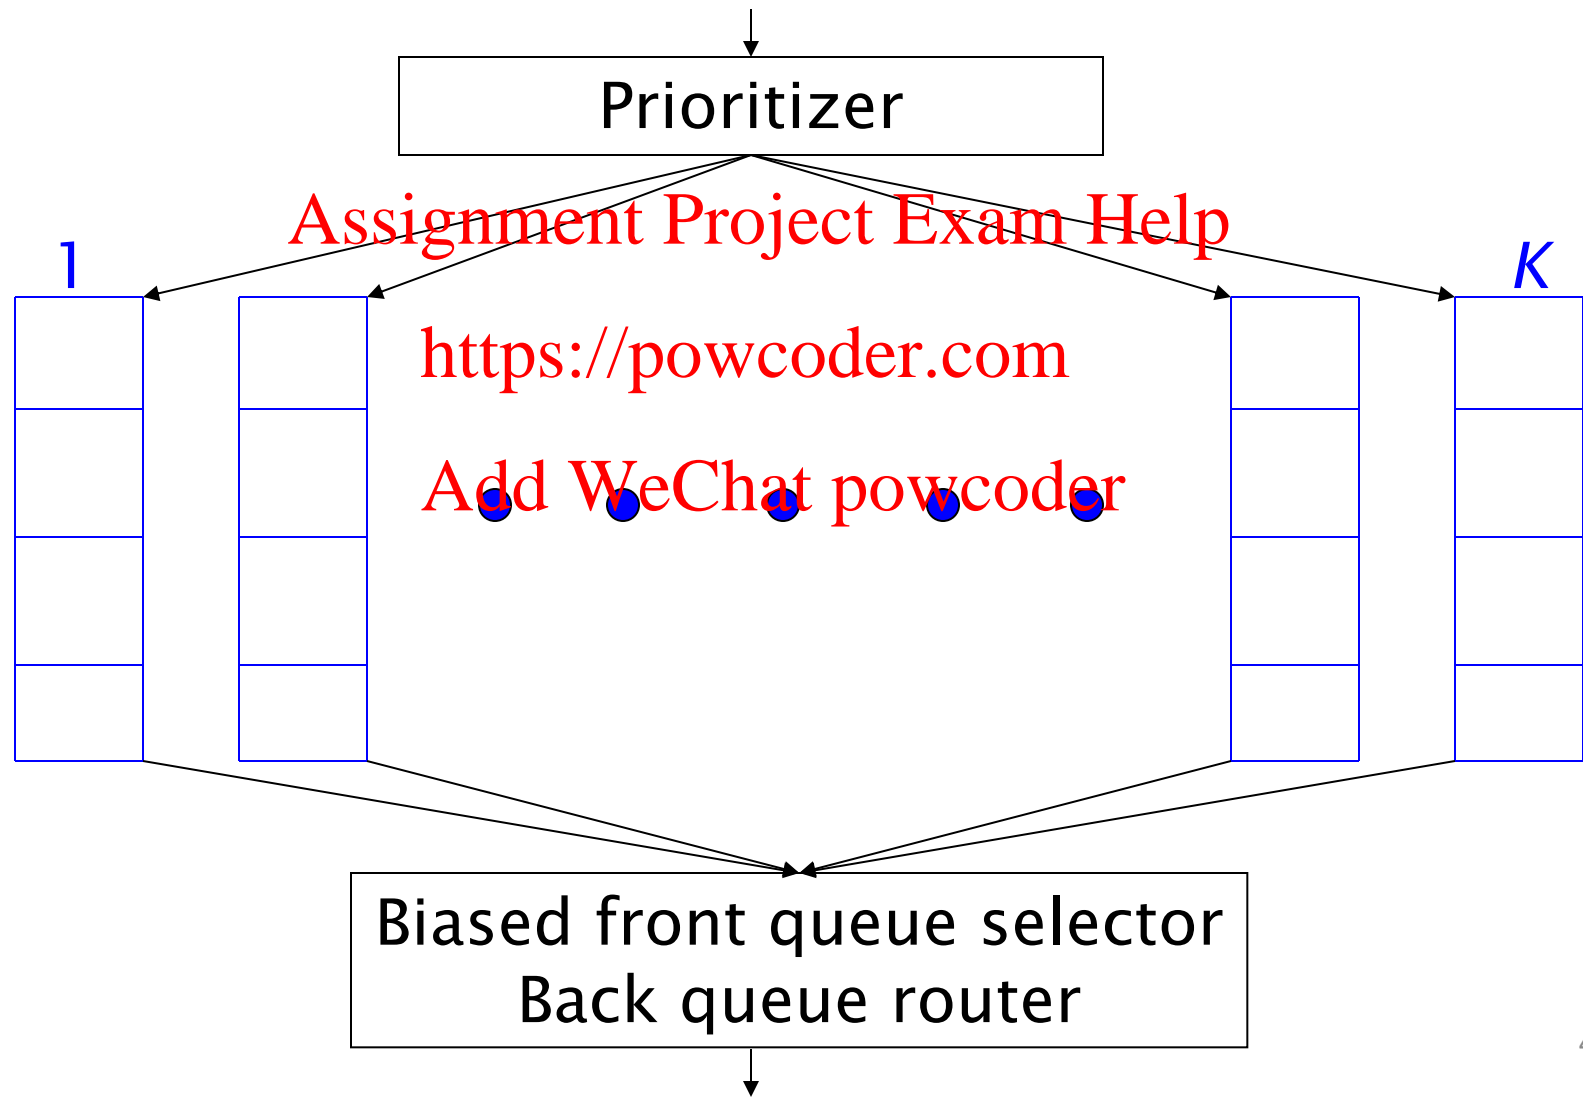 Prioritizer
Assignment Project Exam Help
1
K
https://powcoder.com
Add WeChat powcoder
Biased front queue selector
Back queue router